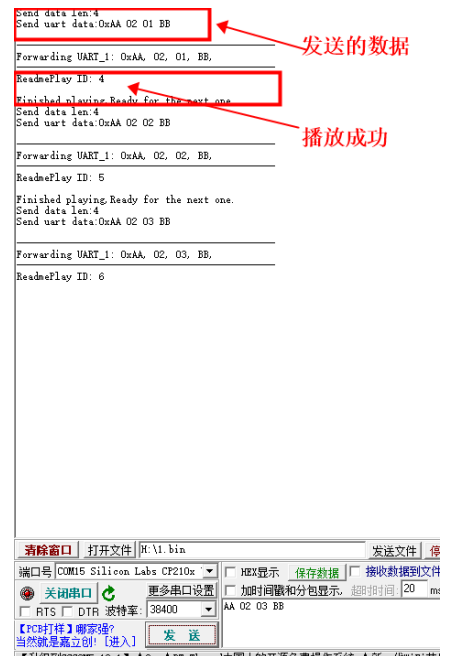 Send data len:4
Send uart data:0xAA 02 01 BB
发送的数据
Forwarding UART_1: 0xAA, 02, 01, BB,
ReadmePlay ID: 4
Finished playing,Ready for the next one.
Send data len:4
Send uart data:0xAA 02 02 BB
播放成功
Forwarding UART_1: 0xAA, 02, 02, BB,
ReadmePlay ID: 5
Finished playing,Ready for the next one.
Send data len:4
Send uart data:0xAA 02 03 BB
Forwarding UART_1: 0xAA, 02, 03, BB,
ReadmePlay ID: 6
清除窗口 打开文件 H:\1.bin 发送文件
端口号 COM15 Silicon Labs CP210x HEX显示 保存数据 接收数据到文件
关闭串口 更多串口设置 加时间戳和分包显示, 超时时间: 20 ms
RTS DTR 波特率: 38400 AA 02 03 BB
【PCB打样】哪家强?
当然就是嘉立创! [进入] 发 送